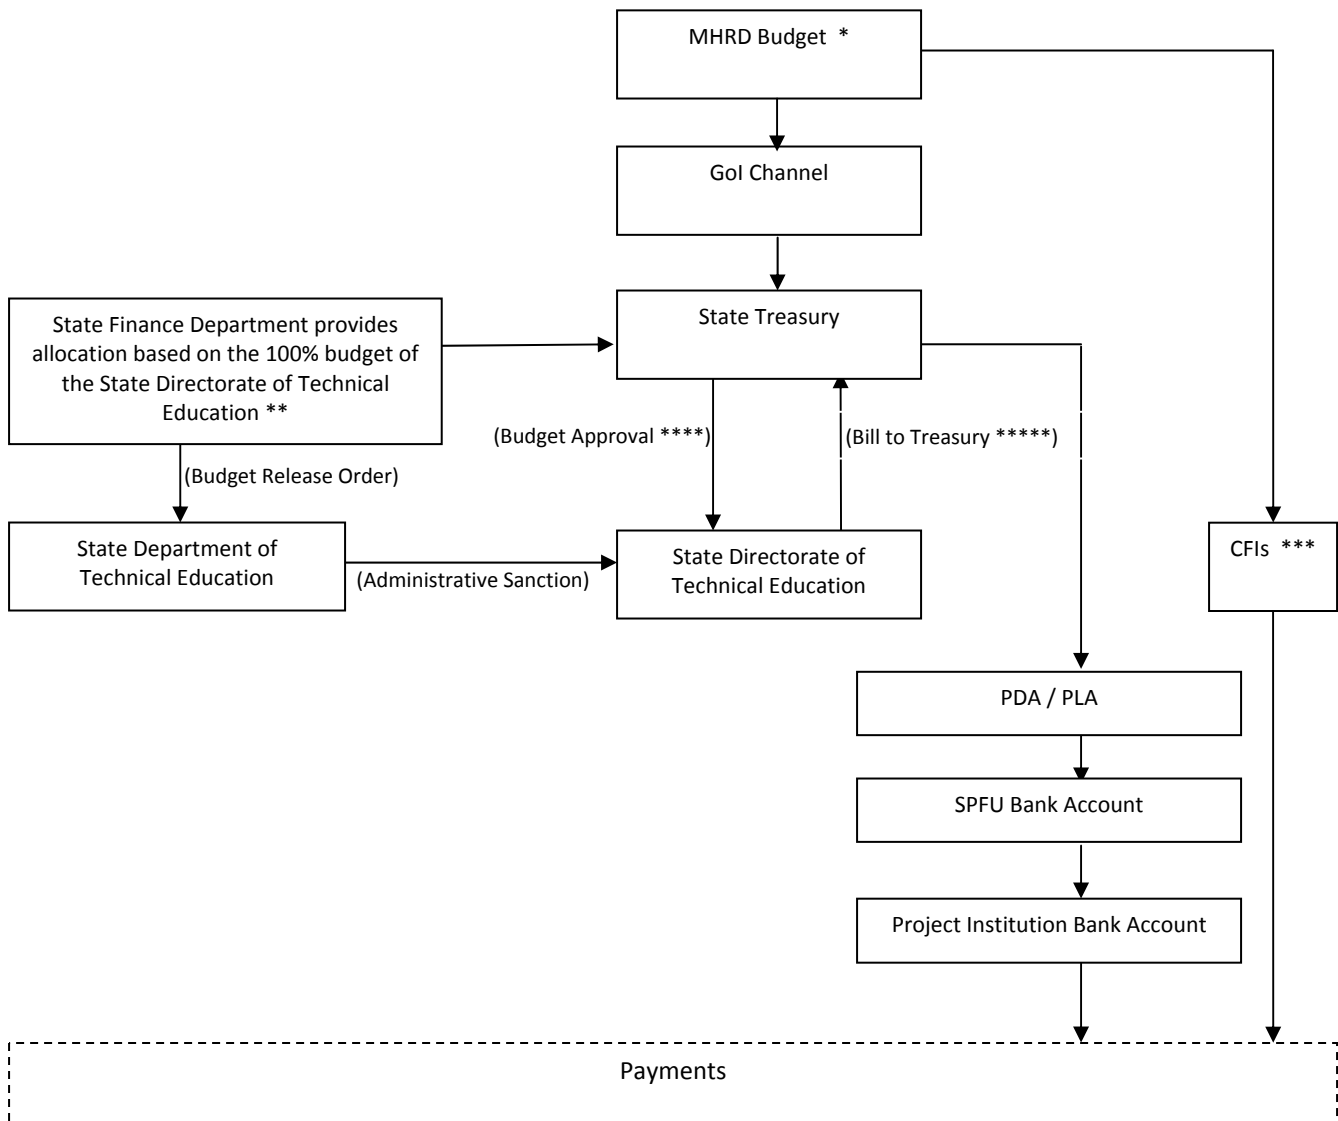 MHRD Budget *
GoI Channel
State Finance Department provides
allocation based on the 100% budget of
the State Directorate of Technical
Education **
State Treasury
(Budget Approval ****)
(Bill to Treasury *****)
(Budget Release Order)
State Department of
Technical Education
(Administrative Sanction)
State Directorate of
Technical Education
CFIs ***
PDA / PLA
SPFU Bank Account
Project Institution Bank Account
Payments